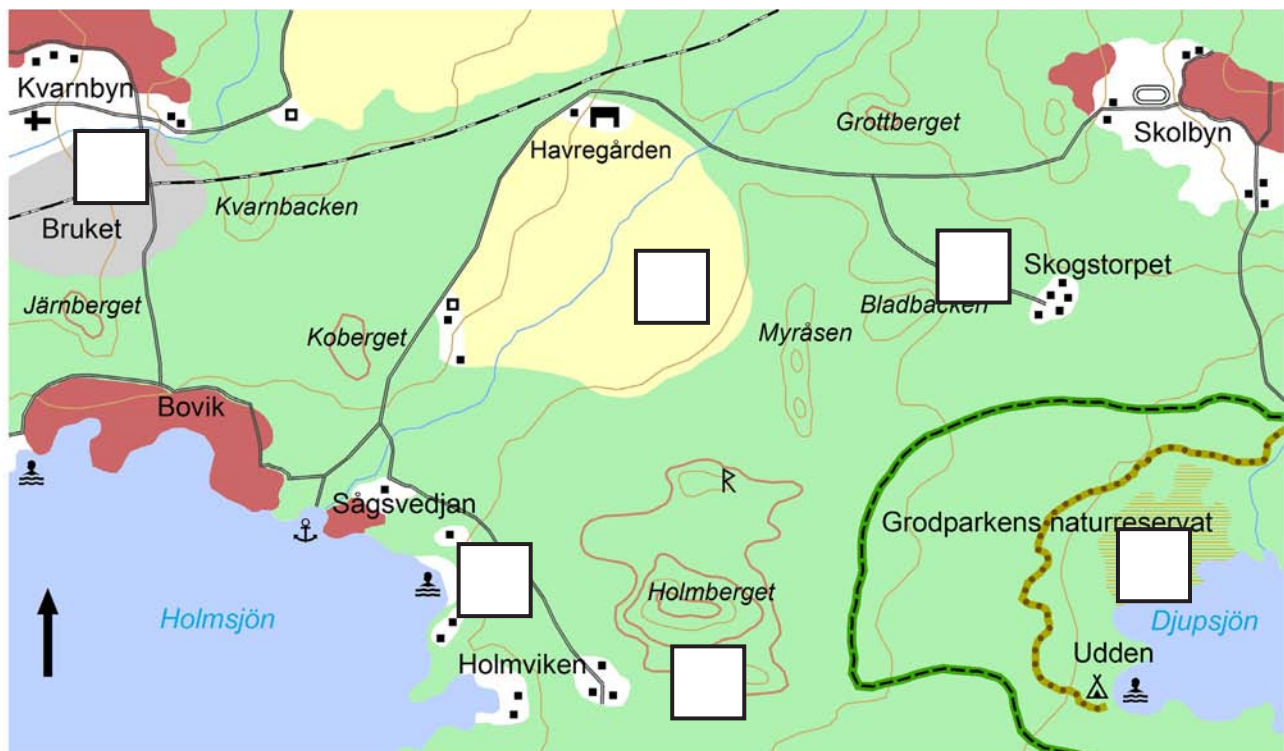 Kvarnbyn
Grottberget
Skolbyn
Havregården
Kvarnbacken
Bruket
Skogstorpet
Järnberget
Koberget
Myråsen
Bladbacken
Bovik
Sågsvedjan
Grodparkens naturreservat
Holmsjön
Holmberget
Djupsjön
Holmviken
Udden